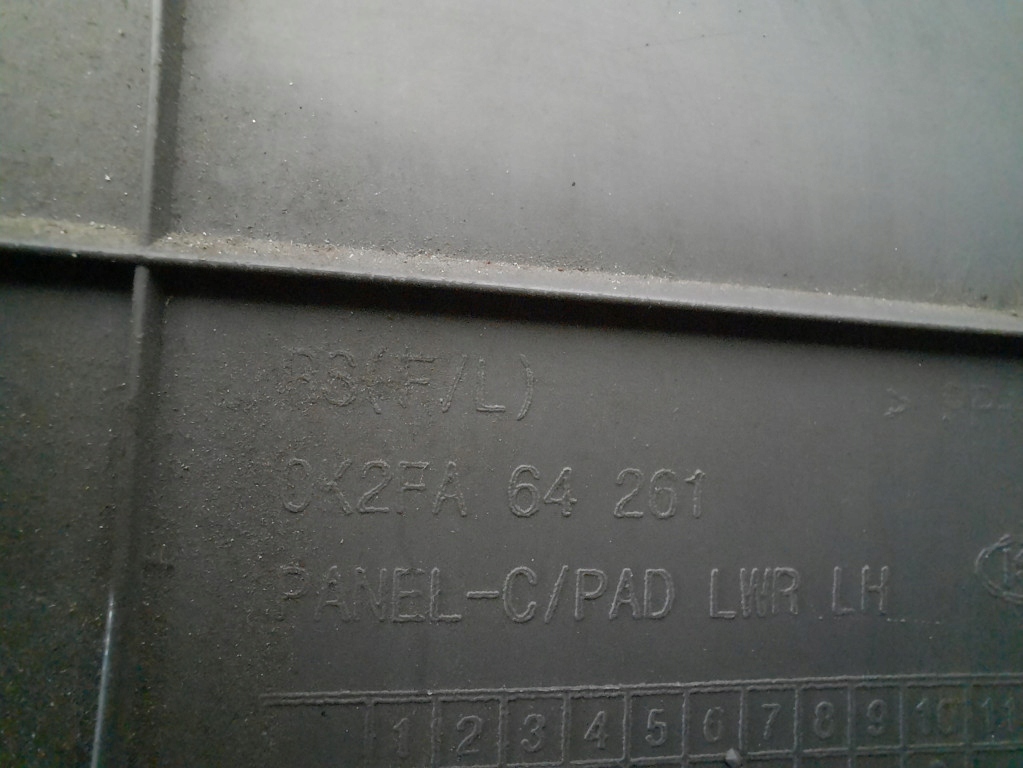 (F/L)
0K2FA 64 261
PANEL-C/PAD LWR LH
1 2 3 4 5 6 7 8 9 10 11